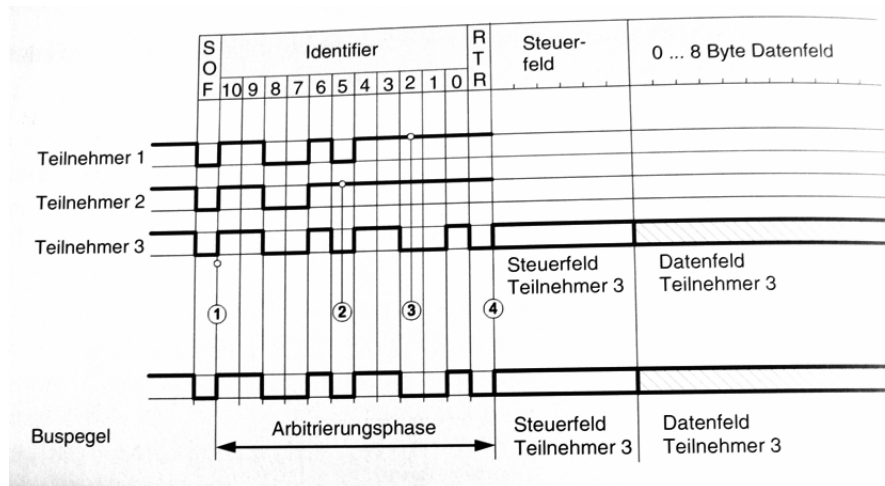 SOF
Identifier
RTR
Steuer-
feld
0 ... 8 Byte Datenfeld
10 9 8 7 6 5 4 3 2 1 0
Teilnehmer 1
Teilnehmer 2
Teilnehmer 3
Steuerfeld
Teilnehmer 3
Datenfeld
Teilnehmer 3
1 2 3 4
Buspegel
Arbitrierungsphase
Steuerfeld
Teilnehmer 3
Datenfeld
Teilnehmer 3